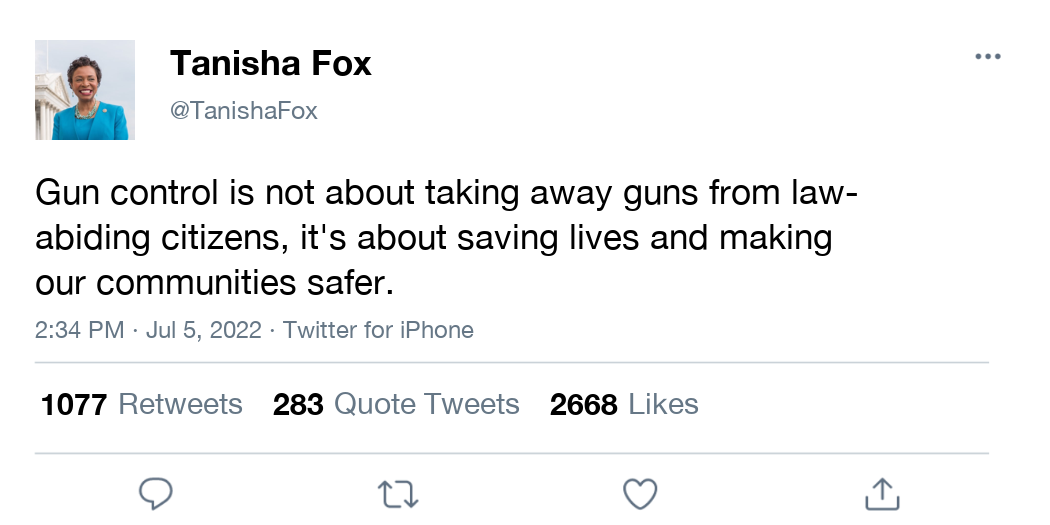 Tanisha Fox
@TanishaFox
Gun control is not about taking away guns from law-
abiding citizens, it's about saving lives and making
our communities safer.
2:34 PM · Jul 5, 2022 · Twitter for iPhone
1077 Retweets 283 Quote Tweets 2668 Likes